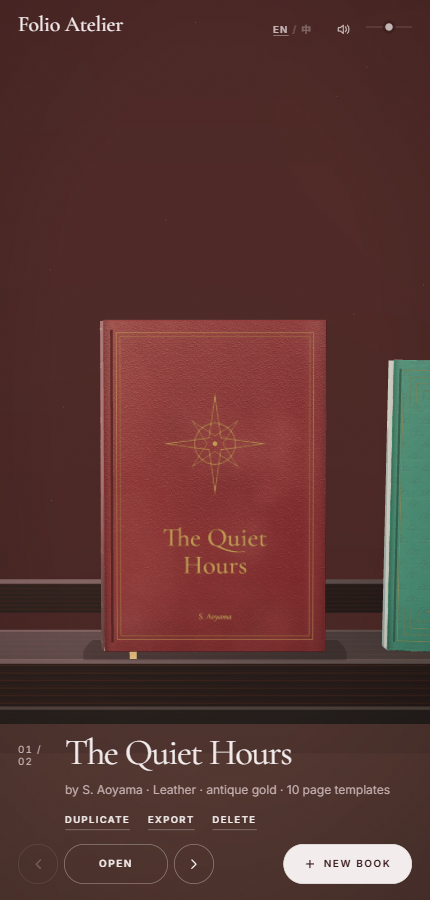 Folio Atelier
EN / 中
The Quiet
Hours
S. Aoyama
01 /
02
The Quiet Hours
by S. Aoyama · Leather · antique gold · 10 page templates
DUPLICATE EXPORT DELETE
OPEN
+ NEW BOOK